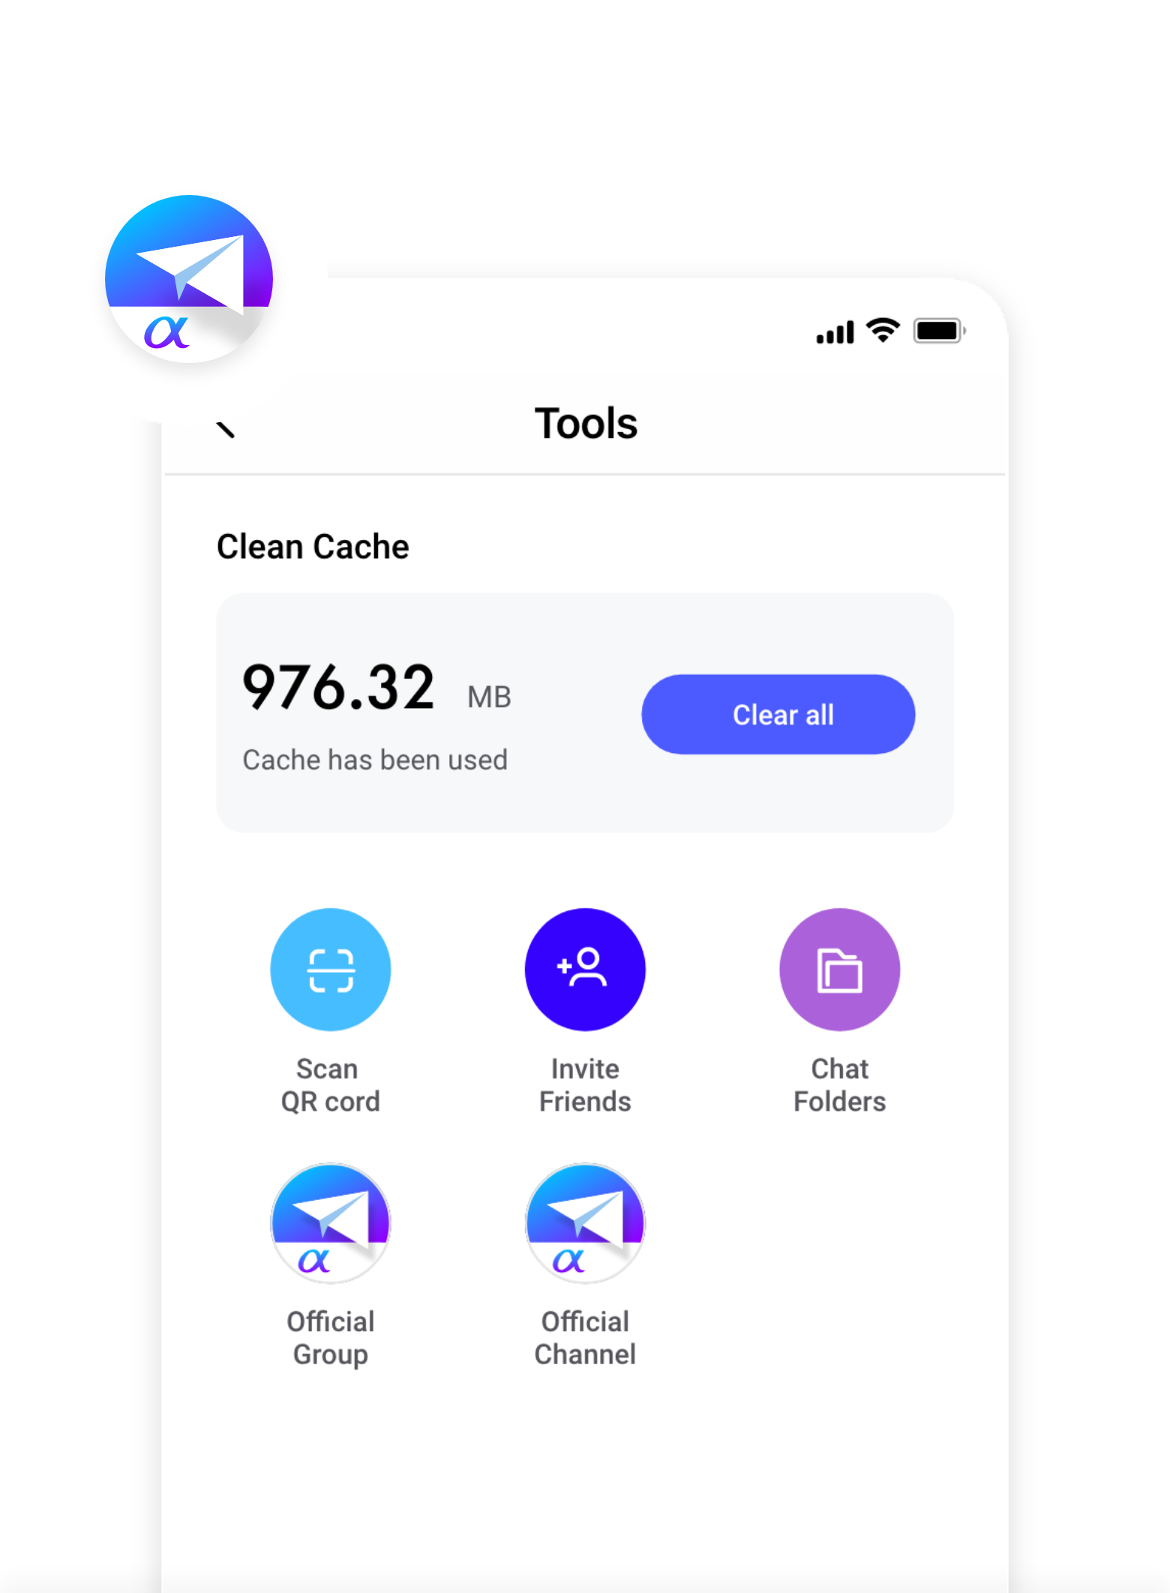 α
Tools
Clean Cache
976.32 MB
Clear all
Cache has been used
Scan
QR cord
Invite
Friends
Chat
Folders
α
α
Official
Group
Official
Channel